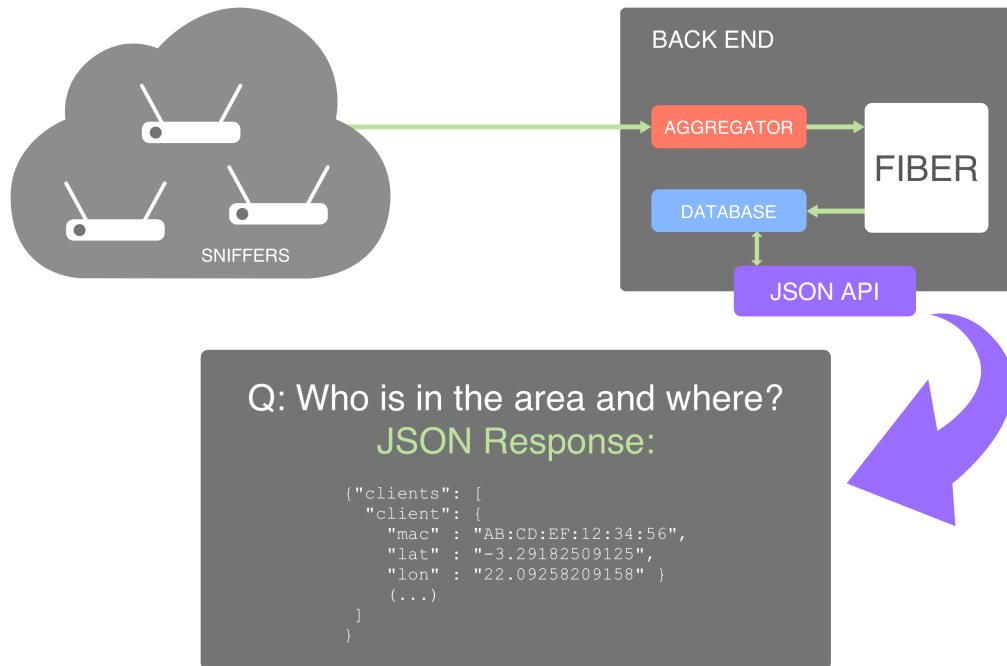 BACK END
AGGREGATOR
FIBER
DATABASE
SNIFFERS
JSON API
Q: Who is in the area and where?
JSON Response:
{"clients": [
"client": {
"mac" : "AB:CD:EF:12:34:56",
"lat" : "-3.29182509125",
"lon" : "22.09258209158" }
(...)
]
}